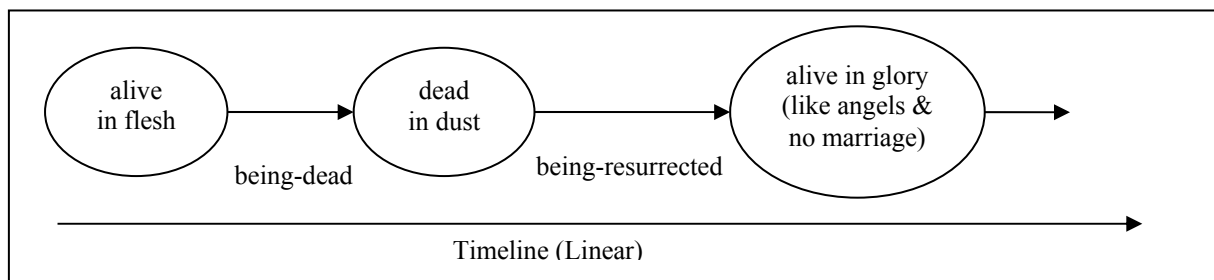 alive
in flesh
dead
in dust
alive in glory
(like angels &
no marriage)
being-dead
being-resurrected
Timeline (Linear)